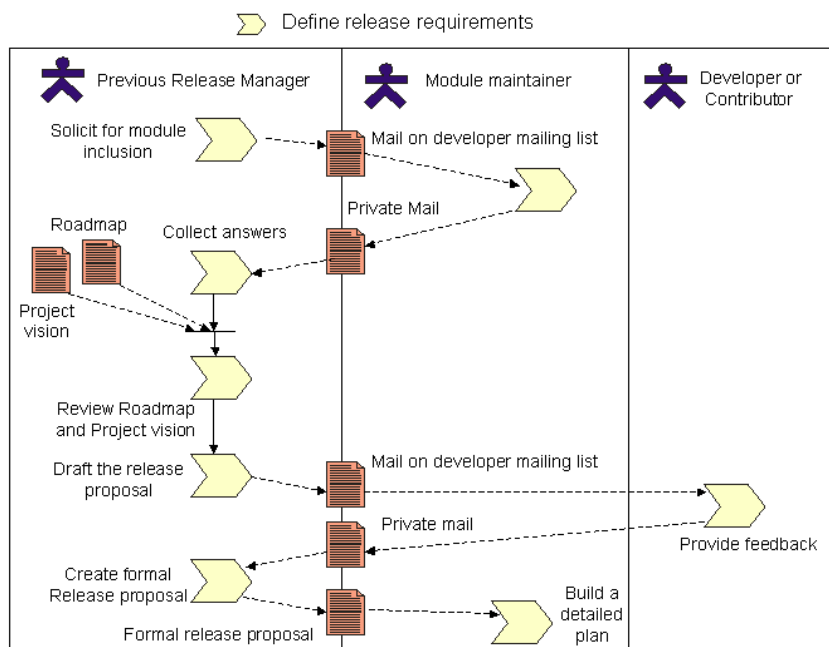 Define release requirements
Previous Release Manager
Module maintainer
Developer or
Contributor
Solicit for module
inclusion
Mail on developer mailing list
Private Mail
Roadmap
Collect answers
Project
vision
Review Roadmap
and Project vision
Draft the release
proposal
Mail on developer mailing list
Private mail
Provide feedback
Create formal
Release proposal
Build a
detailed
plan
Formal release proposal